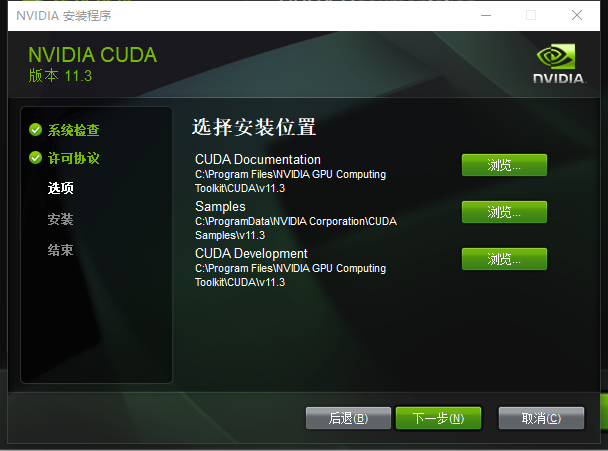 NVIDIA 安装程序
NVIDIA CUDA
版本 11.3
NVIDIA.
系统检查
许可协议
选项
安装
结束
选择安装位置
CUDA Documentation
C:\Program Files\NVIDIA GPU Computing
Toolkit\CUDA\v11.3
浏览...
Samples
C:\ProgramData\NVIDIA Corporation\CUDA
Samples\v11.3
浏览...
CUDA Development
C:\Program Files\NVIDIA GPU Computing
Toolkit\CUDA\v11.3
浏览...
后退(B)
下一步(N)
取消(C)